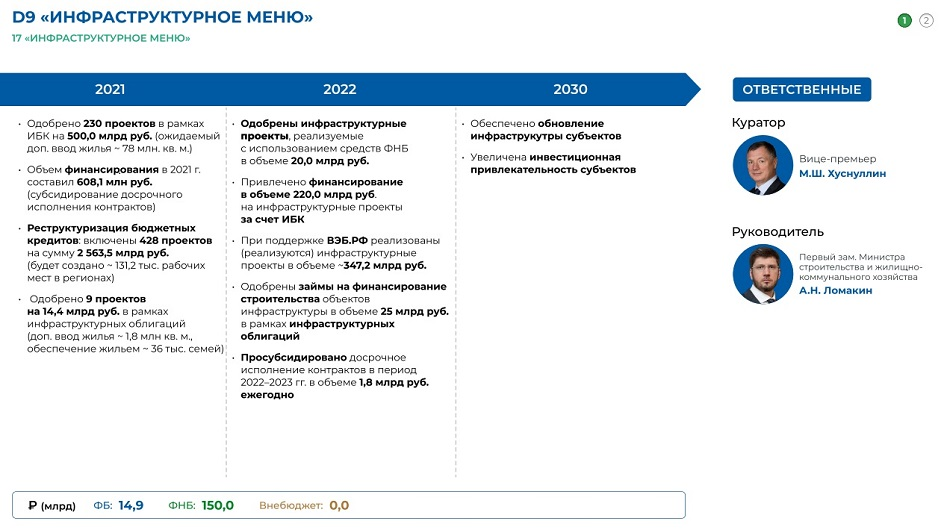 D9 «ИНФРАСТРУКТУРНОЕ МЕНЮ»
17 «ИНФРАСТРУКТУРНОЕ МЕНЮ»
1 2
2021
• Одобрено 230 проектов в рамках
ИБК на 500,0 млрд руб. (ожидаемый
доп. ввод жилья ~ 78 млн. кв. м.)
• Объем финансирования в 2021 г.
составил 608,1 млн руб.
(субсидирование досрочного
исполнения контрактов)
• Реструктуризация бюджетных
кредитов: включены 428 проектов
на сумму 2 563,5 млрд руб.
(будет создано ~ 131,2 тыс. рабочих
мест в регионах)
• Одобрено 9 проектов
на 14,4 млрд руб. в рамках
инфраструктурных облигаций
(доп. ввод жилья ~ 1,8 млн кв. м.,
обеспечение жильем ~ 36 тыс. семей)
2022
• Одобрены инфраструктурные
проекты, реализуемые
с использованием средств ФНБ
в объеме 20,0 млрд руб.
• Привлечено финансирование
в объеме 220,0 млрд руб.
на инфраструктурные проекты
за счет ИБК
• При поддержке ВЭБ.РФ реализованы
(реализуются) инфраструктурные
проекты в объеме ~347,2 млрд руб.
• Одобрены займы на финансирование
строительства объектов
инфраструктуры в объеме 25 млрд руб.
в рамках инфраструктурных
облигаций
• Просубсидировано досрочное
исполнение контрактов в период
2022–2023 гг. в объеме 1,8 млрд руб.
ежегодно
2030
• Обеспечено обновление
инфраскрукутры субъектов
• Увеличена инвестиционная
привлекательность субъектов
ОТВЕТСТВЕННЫЕ
Куратор
Вице-премьер
М.Ш. Хуснуллин
Руководитель
Первый зам. Министра
строительства и жилищно-
коммунального хозяйства
А.Н. Ломакин
₽ (млрд) ФБ: 14,9 ФНБ: 150,0 Внебюджет: 0,0